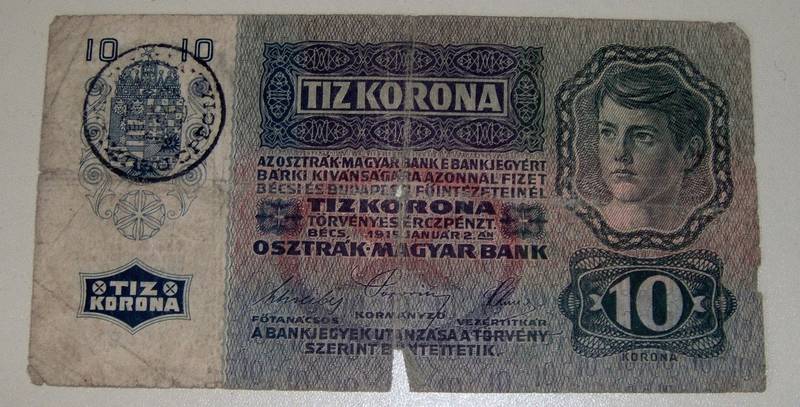 10 10
TIZ KORONA
TIZ KORONA
AZ OSZTRÁK-MAGYAR BANK E BANKJEGYÉRT
BÁRKI KIVÁNSÁGÁRA AZONNAL FIZET
BÉCSI ÉS BUDAPESTI FŐINTÉZETEINÉL
TIZ KORONA
TÖRVÉNYES ÉRCZPÉNZT.
BÉCS, 1915 JANUÁR 2.ÁN
OSZTRÁK-MAGYAR BANK
FŐTANÁCSOS KORMÁNYZÓ VEZÉRTITKÁR
A BANKJEGYEK UTÁNZÁSA A TÖRVÉNY
SZERINT BÜNTETTETIK.
10
KORONA